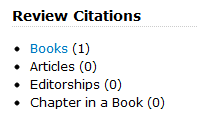 Review Citations
Books (1)
Articles (0)
Editorships (0)
Chapter in a Book (0)